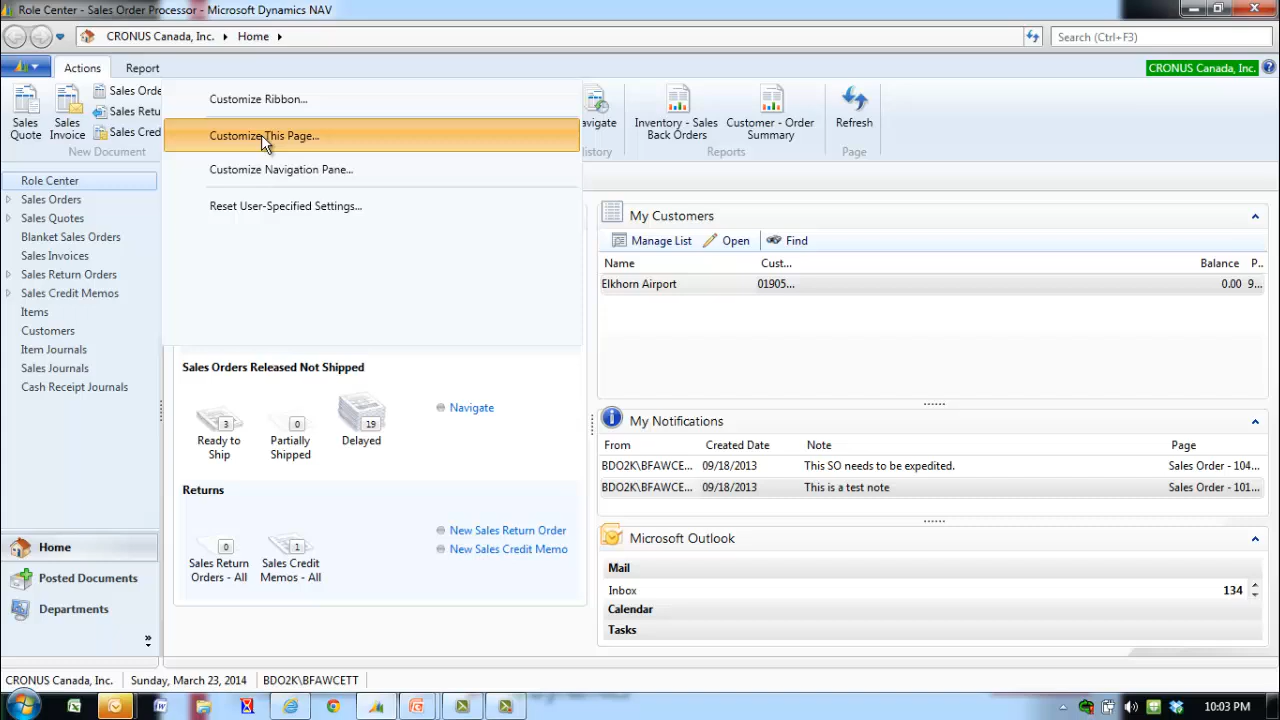 Role Center - Sales Order Processor - Microsoft Dynamics NAV
CRONUS Canada, Inc. Home
Search (Ctrl+F3)
Actions Report
CRONUS Canada, Inc.
Sales Quote
Sales Invoice
Sales Orde
Sales Retu
Sales Cred
New Document
Customize Ribbon...
Customize This Page...
Customize Navigation Pane...
Reset User-Specified Settings...
avigate
istory
Inventory - Sales Back Orders
Customer - Order Summary
Reports
Refresh
Page
Role Center
Sales Orders
Sales Quotes
Blanket Sales Orders
Sales Invoices
Sales Return Orders
Sales Credit Memos
Items
Customers
Item Journals
Sales Journals
Cash Receipt Journals
Home
Posted Documents
Departments
Sales Orders Released Not Shipped
3 0 19
Ready to Ship
Partially Shipped
Delayed
Navigate
Returns
0 1
Sales Return Orders - All
Sales Credit Memos - All
New Sales Return Order
New Sales Credit Memo
My Customers
Manage List Open Find
Name Cust... Balance P..
Elkhorn Airport 01905... 0.00 9...
My Notifications
From Created Date Note Page
BDO2K\BFAWCE... 09/18/2013 This SO needs to be expedited. Sales Order - 104...
BDO2K\BFAWCE... 09/18/2013 This is a test note Sales Order - 101...
Microsoft Outlook
Mail
Inbox 134
Calendar
Tasks
CRONUS Canada, Inc. Sunday, March 23, 2014 BDO2K\BFAWCETT
10:03 PM